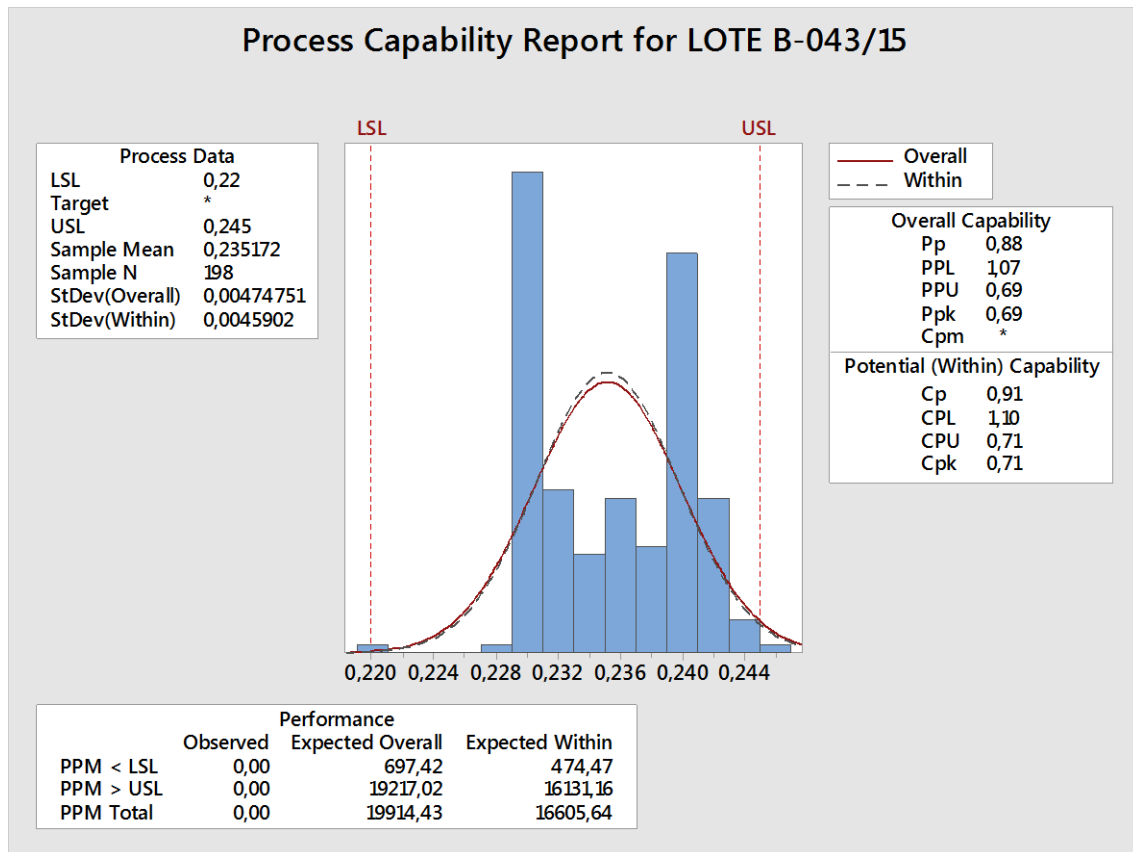 Process Capability Report for LOTE B-043/15
LSL USL
Process Data
LSL 0,22
Target *
USL 0,245
Sample Mean 0,235172
Sample N 198
StDev(Overall) 0,00474751
StDev(Within) 0,0045902
Overall
Within
Overall Capability
Pp 0,88
PPL 1,07
PPU 0,69
Ppk 0,69
Cpm *
Potential (Within) Capability
Cp 0,91
CPL 1,10
CPU 0,71
Cpk 0,71
0,220 0,224 0,228 0,232 0,236 0,240 0,244
Performance
Observed Expected Overall Expected Within
PPM < LSL 0,00 697,42 474,47
PPM > USL 0,00 19217,02 16131,16
PPM Total 0,00 19914,43 16605,64